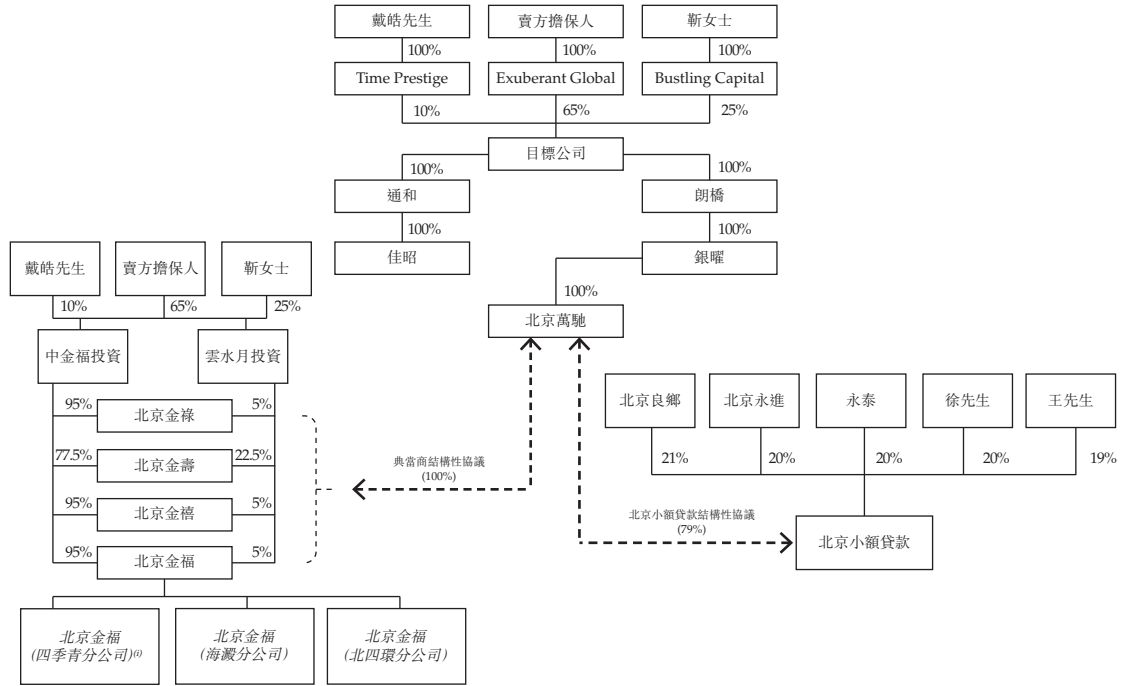 戴皓先生
賣方擔保人
靳女士
100%
100%
100%
Time Prestige
Exuberant Global
Bustling Capital
10%
65%
25%
目標公司
100%
100%
通和
朗橋
100%
100%
佳昭
銀曜
100%
北京萬馳
戴皓先生
賣方擔保人
靳女士
10%
65%
25%
中金福投資
雲水月投資
95%
北京金祿
5%
77.5%
北京金壽
22.5%
95%
北京金禧
5%
95%
北京金福
5%
北京金福
(四季青分公司)⁽ⁱ⁾
北京金福
(海澱分公司)
北京金福
(北四環分公司)
典當商結構性協議
(100%)
北京良鄉
北京永進
永泰
徐先生
王先生
21%
20%
20%
20%
19%
北京小額貸款結構性協議
(79%)
北京小額貸款